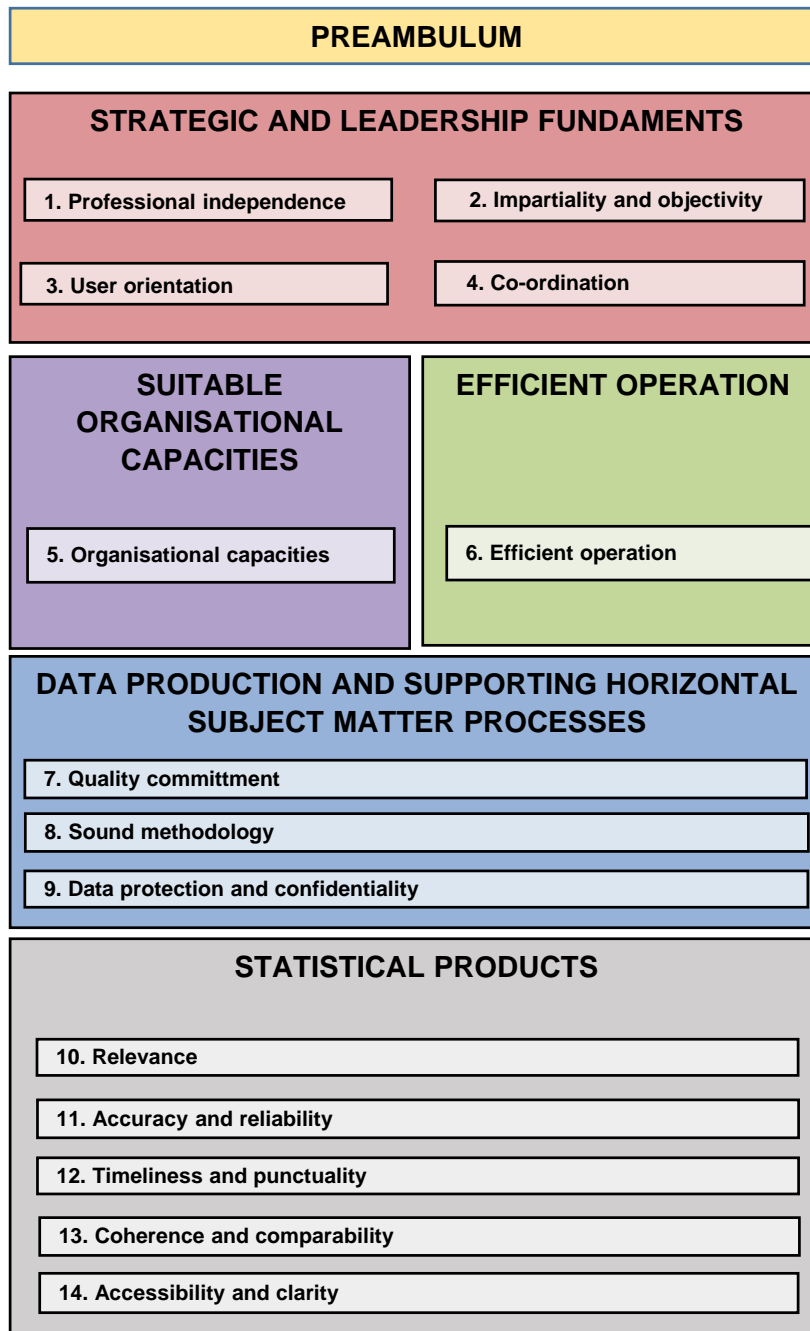 PREAMBULUM
STRATEGIC AND LEADERSHIP FUNDAMENTS
1. Professional independence
2. Impartiality and objectivity
3. User orientation
4. Co-ordination
SUITABLE
ORGANISATIONAL
CAPACITIES
5. Organisational capacities
EFFICIENT OPERATION
6. Efficient operation
DATA PRODUCTION AND SUPPORTING HORIZONTAL
SUBJECT MATTER PROCESSES
7. Quality committment
8. Sound methodology
9. Data protection and confidentiality
STATISTICAL PRODUCTS
10. Relevance
11. Accuracy and reliability
12. Timeliness and punctuality
13. Coherence and comparability
14. Accessibility and clarity